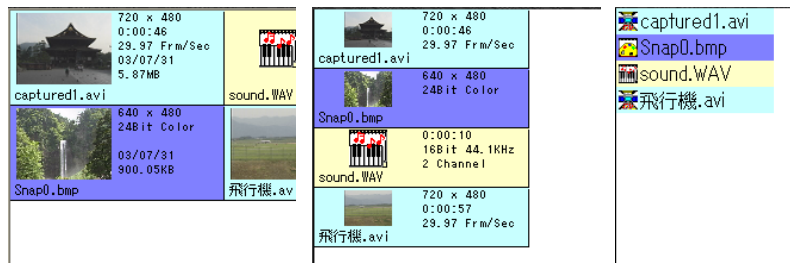 720 x 480
0:00:46
29.97 Frm/Sec
03/07/31
5.87MB
captured1.avi
sound.WAV
640 x 480
24Bit Color
03/07/31
900.05KB
Snap0.bmp
飛行機.av
720 x 480
0:00:46
29.97 Frm/Sec
captured1.avi
640 x 480
24Bit Color
Snap0.bmp
0:00:10
16Bit 44.1KHz
2 Channel
sound.WAV
720 x 480
0:00:57
29.97 Frm/Sec
飛行機.avi
captured1.avi
Snap0.bmp
sound.WAV
飛行機.avi